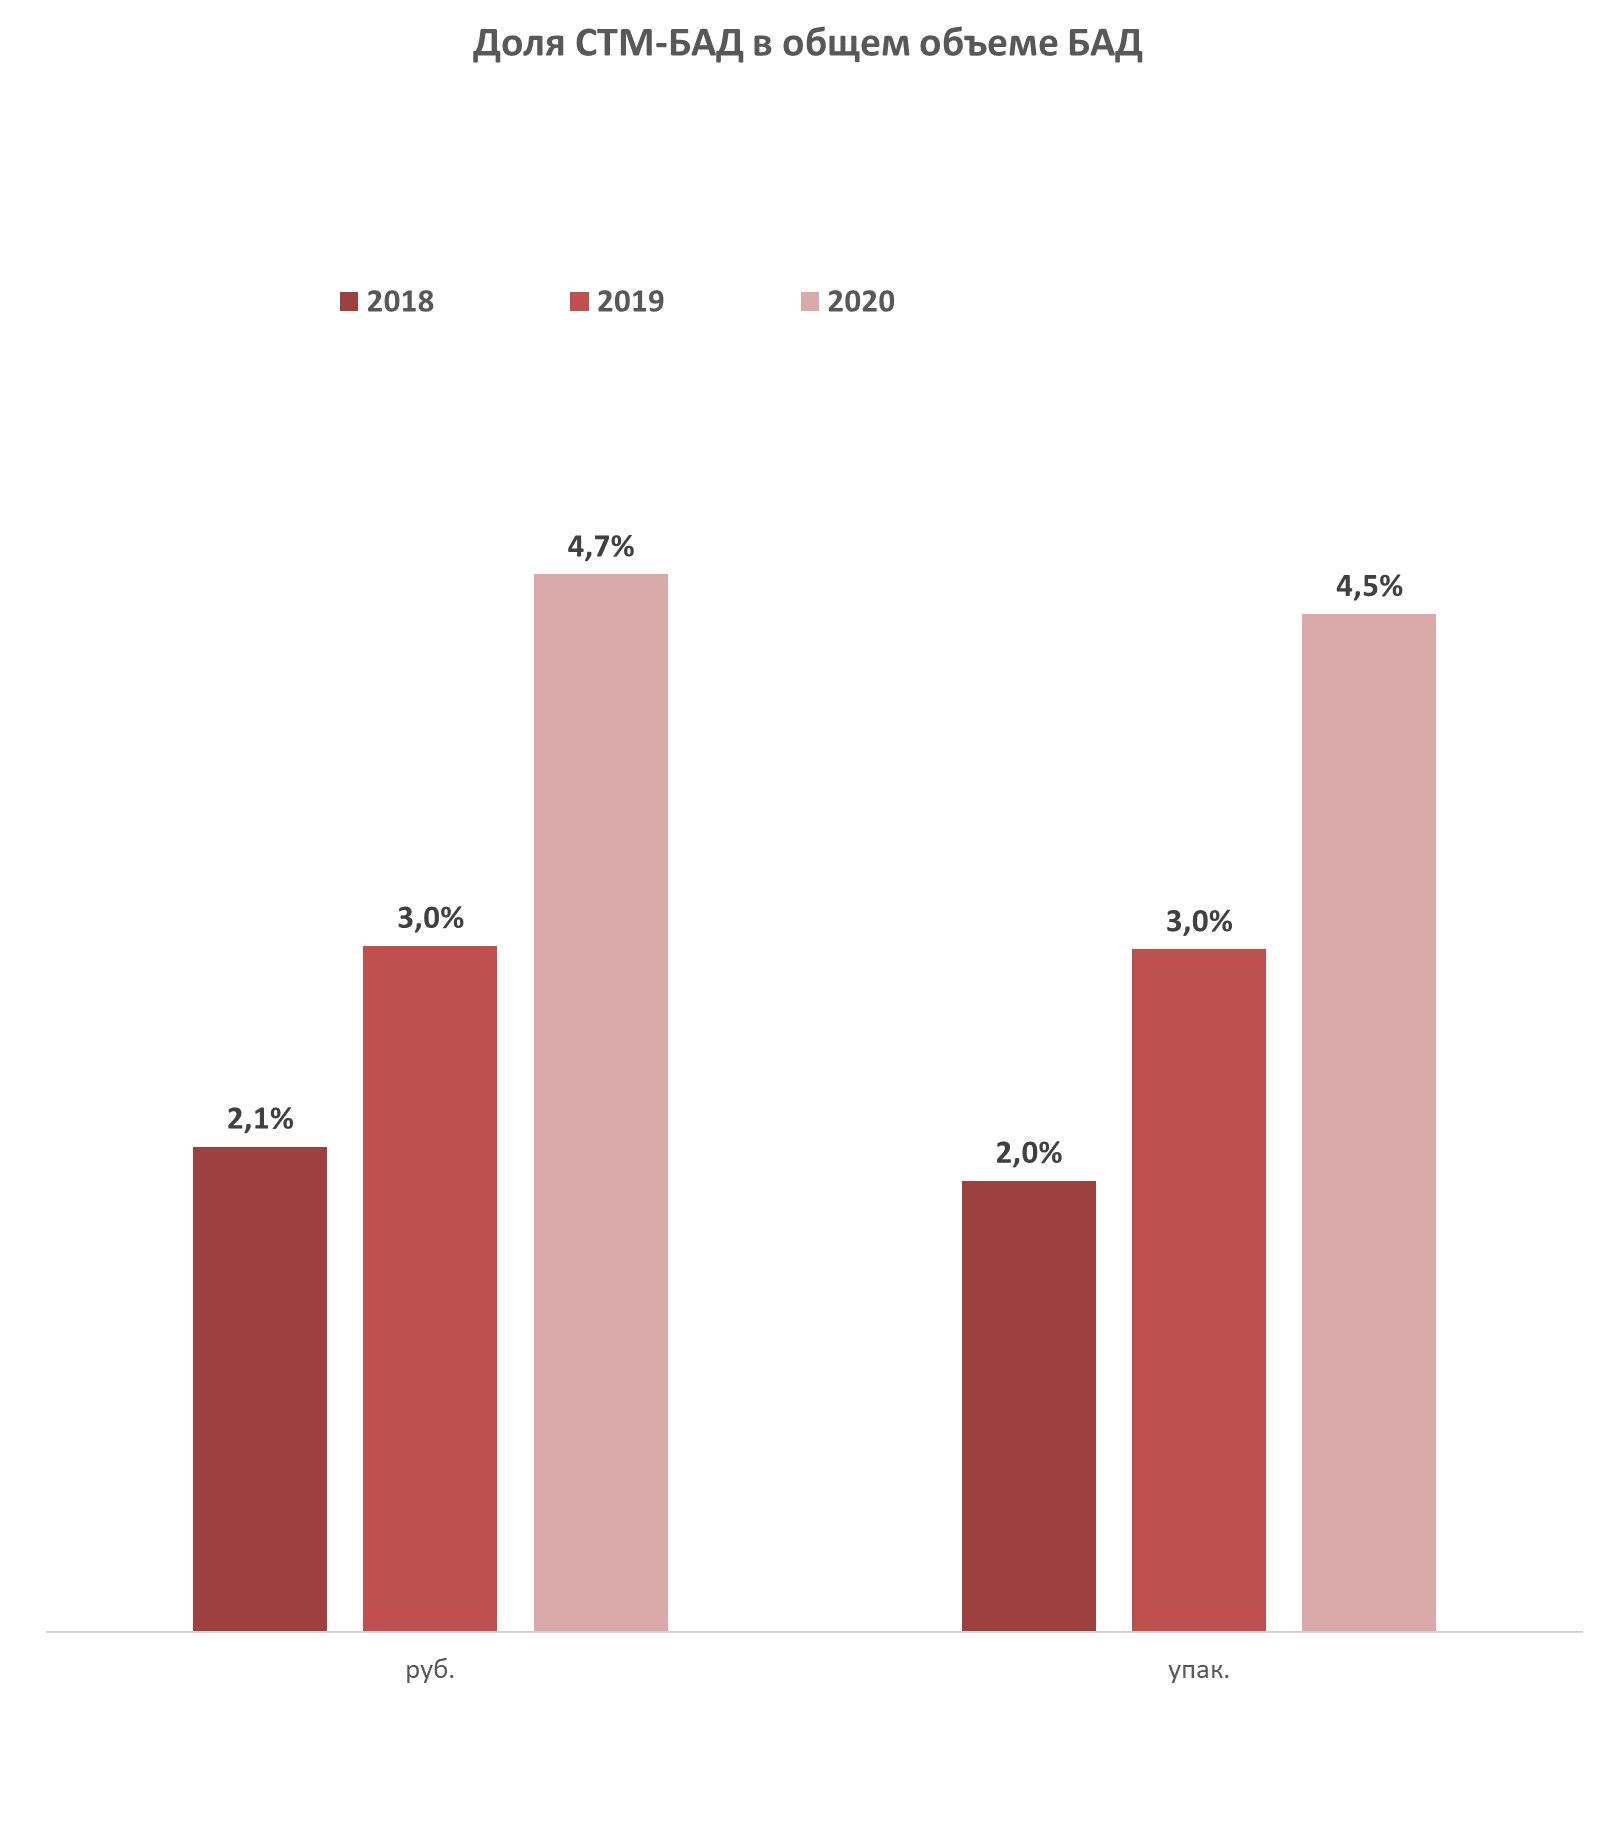 Доля СТМ-БАД в общем объеме БАД
2018 2019 2020
4,7%
4,5%
3,0%
3,0%
2,1%
2,0%
руб. упак.